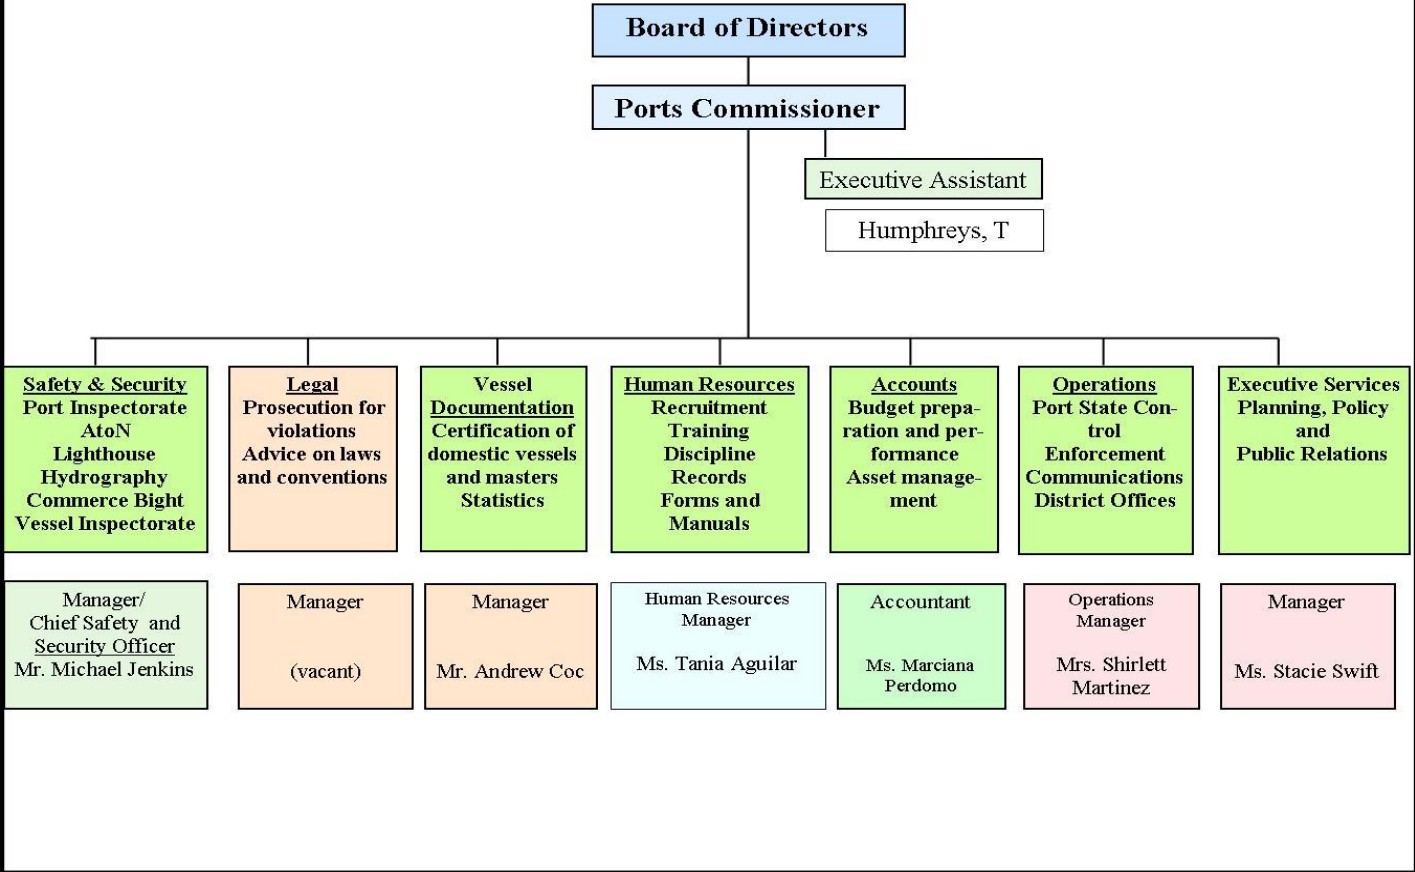 Board of Directors
Ports Commissioner
Executive Assistant
Humphreys, T
Safety & Security
Port Inspectorate
AtoN
Lighthouse
Hydrography
Commerce Bight
Vessel Inspectorate
Legal
Prosecution for
violations
Advice on laws
and conventions
Vessel
Documentation
Certification of
domestic vessels
and masters
Statistics
Human Resources
Recruitment
Training
Discipline
Records
Forms and
Manuals
Accounts
Budget prepa-
ration and per-
formance
Asset manage-
ment
Operations
Port State Con-
trol
Enforcement
Communications
District Offices
Executive Services
Planning, Policy
and
Public Relations
Manager/
Chief Safety and
Security Officer
Mr. Michael Jenkins
Manager
(vacant)
Manager
Mr. Andrew Coc
Human Resources
Manager
Ms. Tania Aguilar
Accountant
Ms. Marciana
Perdomo
Operations
Manager
Mrs. Shirlett
Martinez
Manager
Ms. Stacie Swift